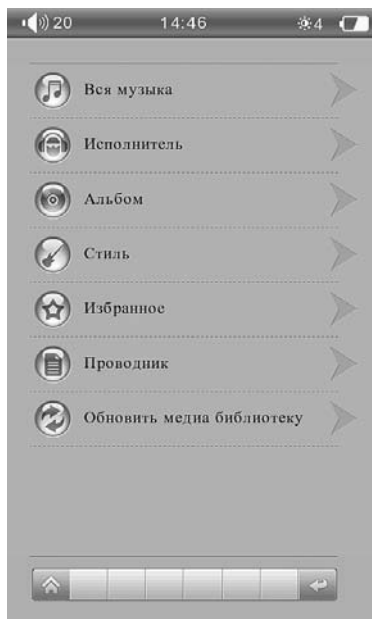 20 14:46 4
Вся музыка
Исполнитель
Альбом
Стиль
Избранное
Проводник
Обновить медиа библиотеку